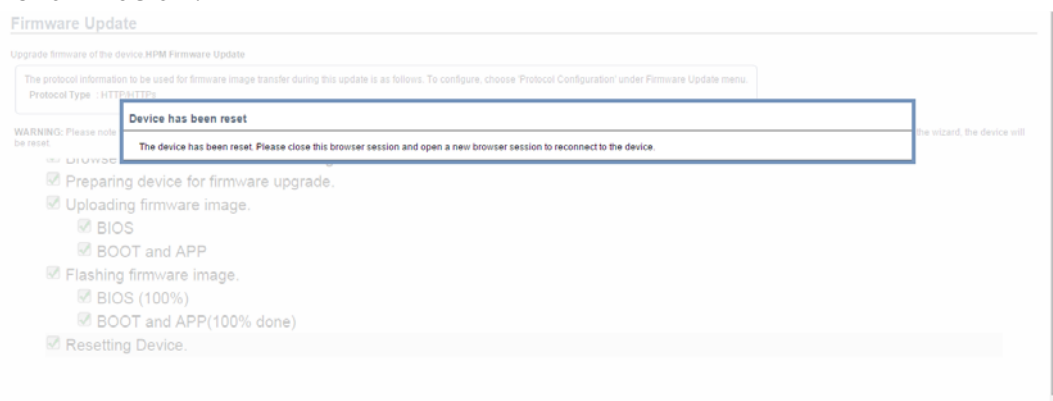 Firmware Update
Upgrade firmware of the device.HPM Firmware Update
The protocol information to be used for firmware image transfer during this update is as follows. To configure, choose 'Protocol Configuration' under Firmware Update menu.
Protocol Type : HTTP/HTTPs
Device has been reset
The device has been reset. Please close this browser session and open a new browser session to reconnect to the device.
WARNING: Please note the wizard, the device will
be reset.
Preparing device for firmware upgrade.
Uploading firmware image.
BIOS
BOOT and APP
Flashing firmware image.
BIOS (100%)
BOOT and APP(100% done)
Resetting Device.